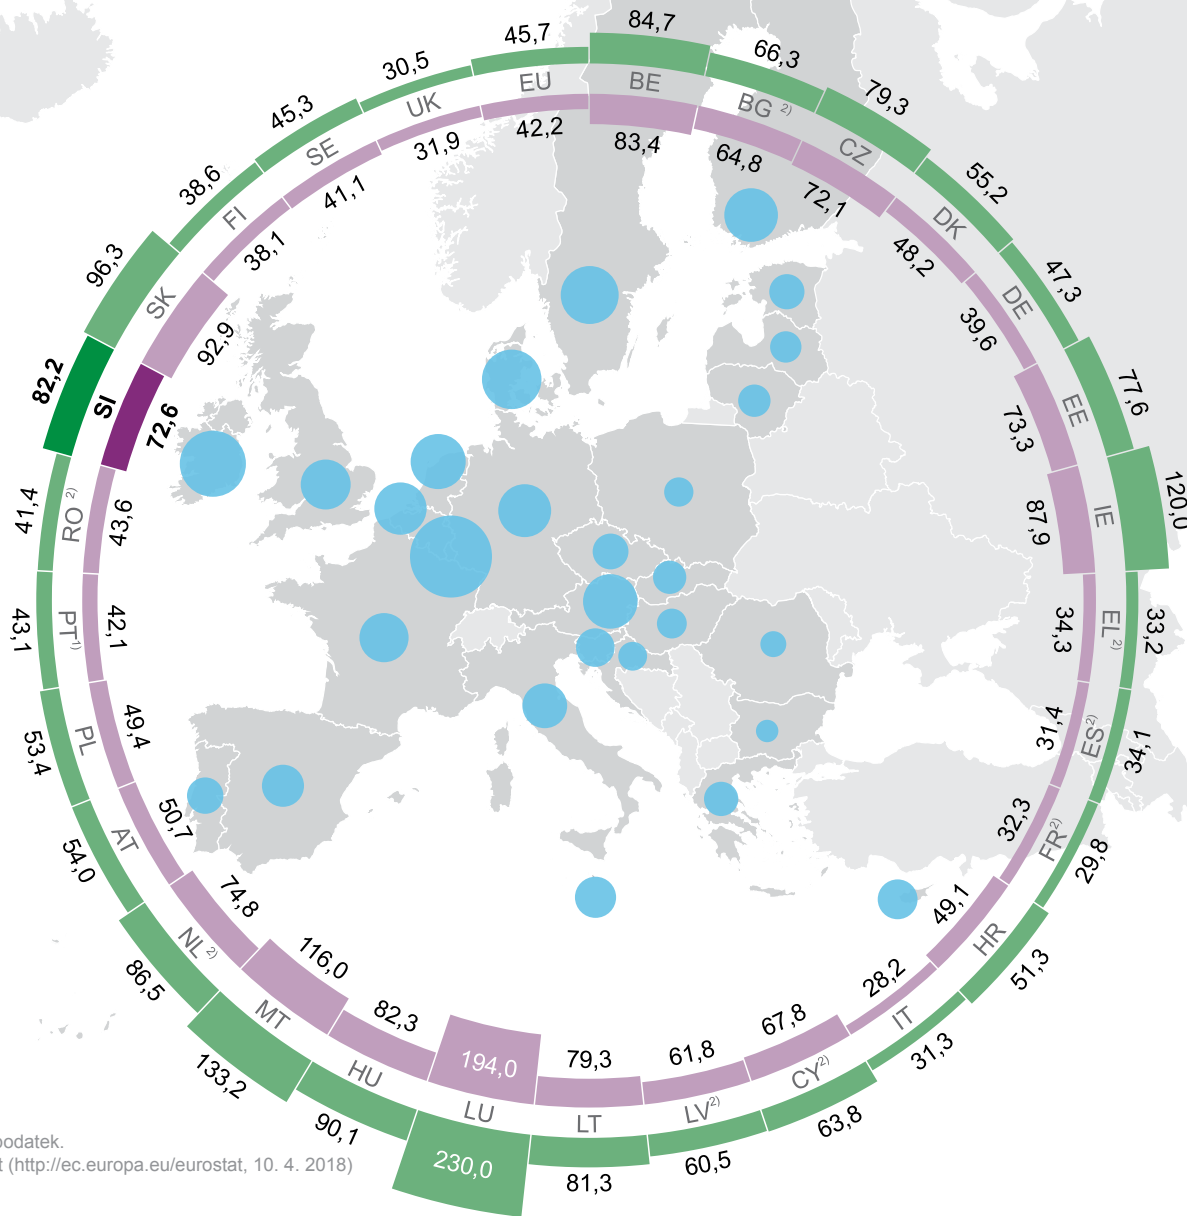 84,7
BE
83,4
66,3
BG 2)
64,8
79,3
CZ
72,1
55,2
DK
48,2
47,3
DE
39,6
77,6
EE
73,3
120,0
IE
87,9
33,2
EL 2)
34,3
34,1
ES 2)
31,4
29,8
FR 2)
32,3
51,3
HR
49,1
31,3
IT
28,2
63,8
CY 2)
67,8
60,5
LV 2)
61,8
81,3
LT
79,3
230,0
LU
194,0
90,1
HU
82,3
133,2
MT
116,0
86,5
NL 2)
74,8
54,0
AT
50,7
53,4
PL
49,4
43,1
PT 1)
42,1
41,4
RO 2)
43,6
82,2
SI
72,6
96,3
SK
92,9
38,6
FI
38,1
45,3
SE
41,1
30,5
UK
31,9
45,7
EU
42,2
podatek.
t (http://ec.europa.eu/eurostat, 10. 4. 2018)